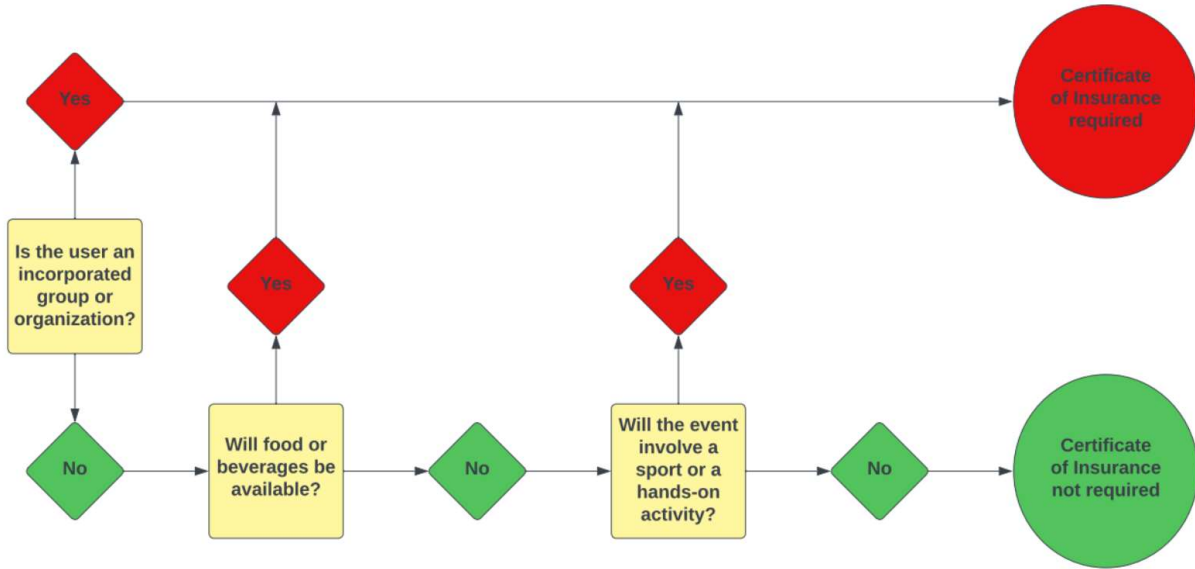 Yes
Certificate
of Insurance
required
Is the user an
incorporated
group or
organization?
Yes
Yes
No
Will food or
beverages be
available?
No
Will the event
involve a
sport or a
hands-on
activity?
No
Certificate
of Insurance
not required